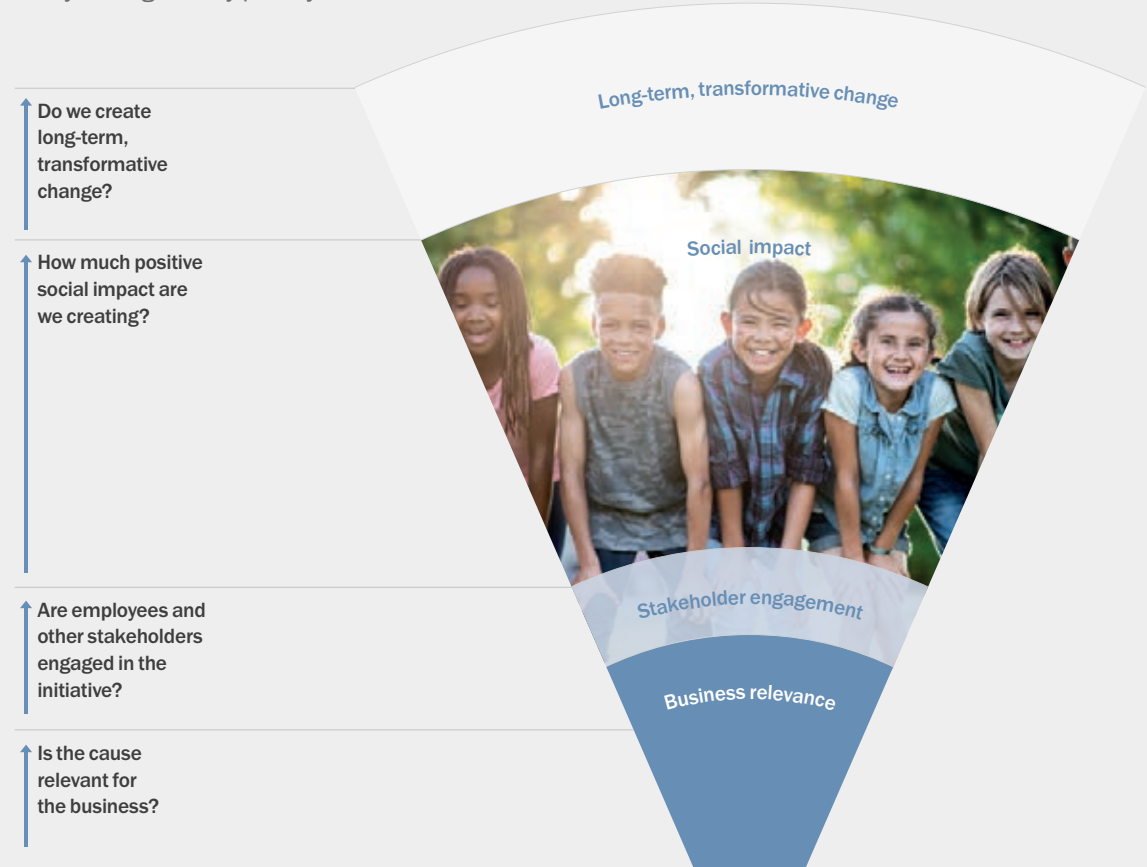 Do we create
long-term,
transformative
change?
Long-term, transformative change
How much positive
social impact are
we creating?
Social impact
Are employees and
other stakeholders
engaged in the
initiative?
Stakeholder engagement
Is the cause
relevant for
the business?
Business relevance